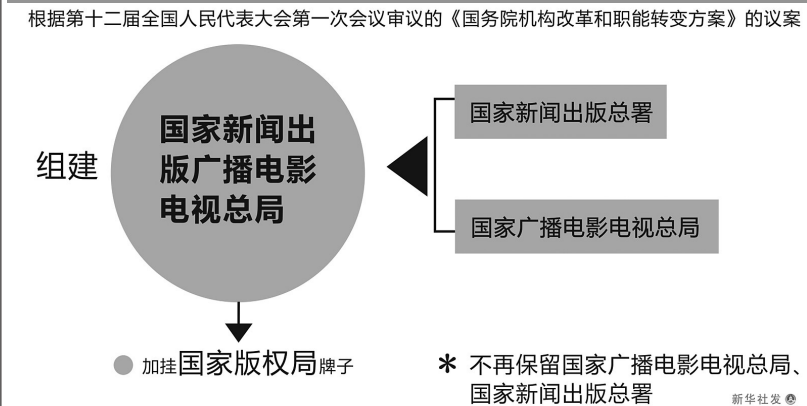 根据第十二届全国人民代表大会第一次会议审议的《国务院机构改革和职能转变方案》的议案
组建
国家新闻出
版广播电影
电视总局
国家新闻出版总署
国家广播电影电视总局
加挂国家版权局牌子
* 不再保留国家广播电影电视总局、
国家新闻出版总署
新华社发